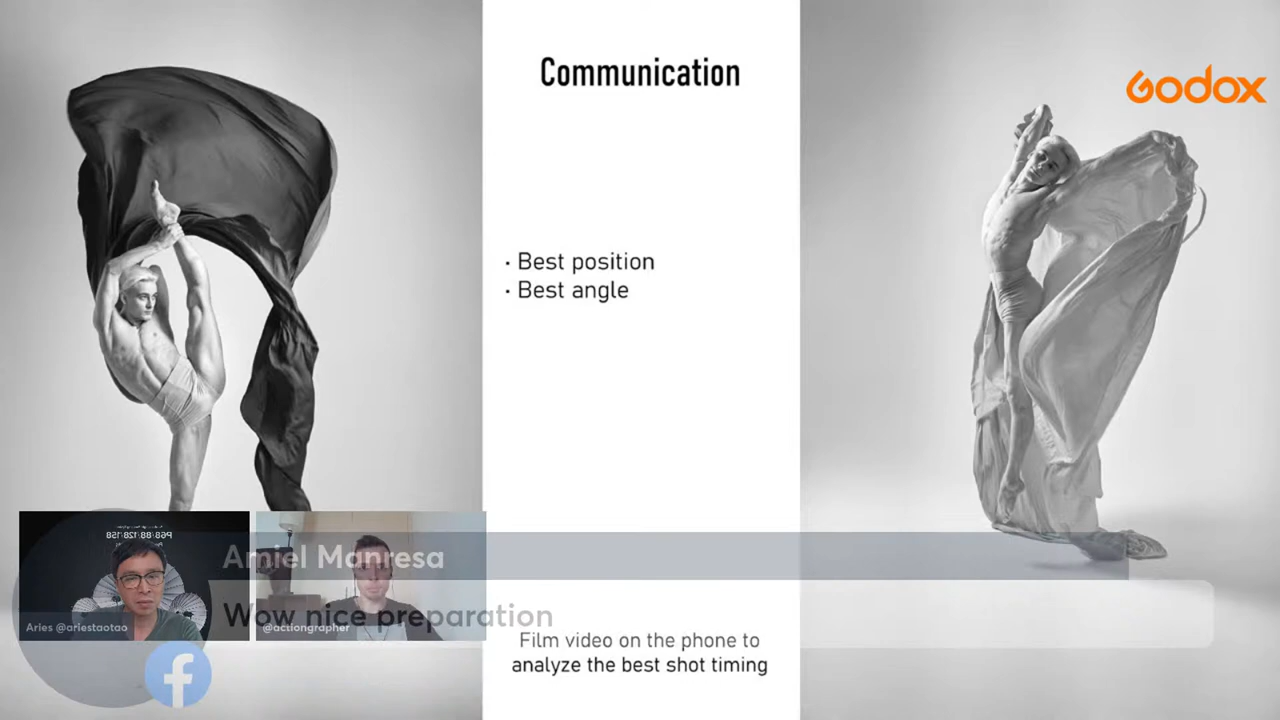 Communication
Godox
· Best position
· Best angle
Amiel Manresa
Wow nice preparation
Aries @ariestaotao
@actiongrapher
Film video on the phone to
analyze the best shot timing